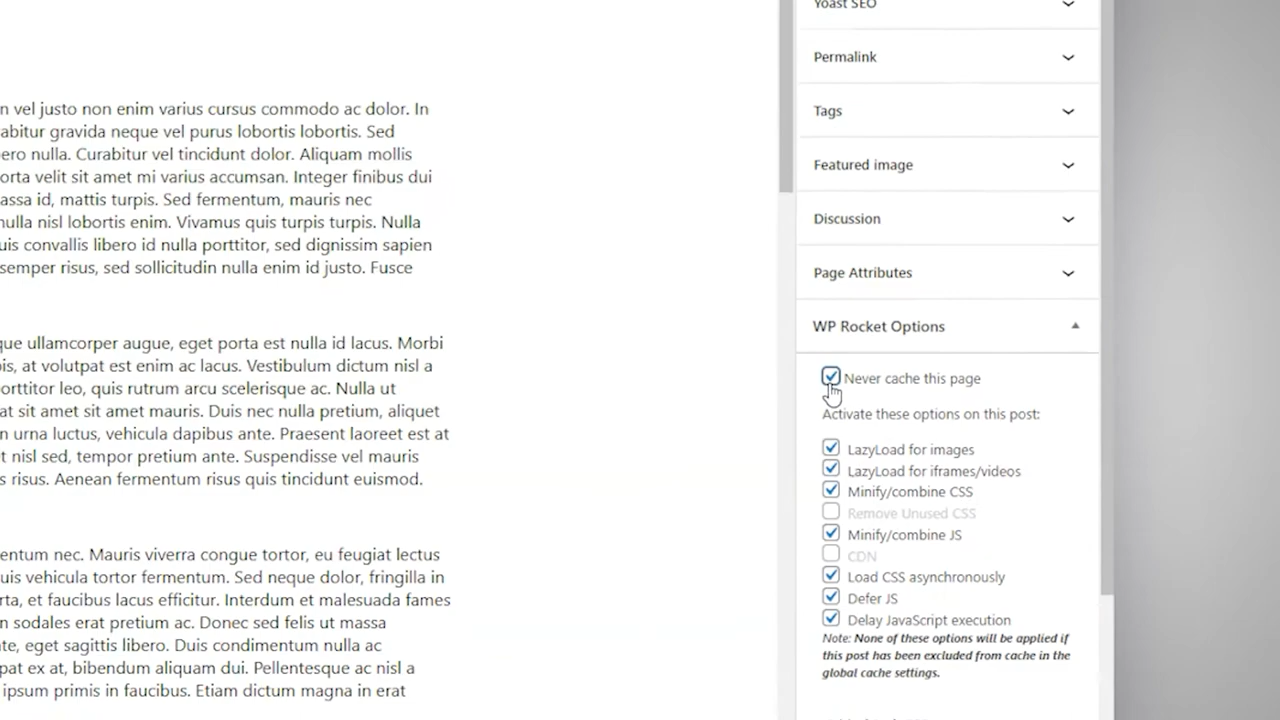 Yoast SEO
Permalink
Tags
Featured image
Discussion
Page Attributes
WP Rocket Options
Never cache this page
Activate these options on this post:
LazyLoad for images
LazyLoad for iframes/videos
Minify/combine CSS
Remove Unused CSS
Minify/combine JS
CDN
Load CSS asynchronously
Defer JS
Delay JavaScript execution
Note: None of these options will be applied if
this post has been excluded from cache in the
global cache settings.
n vel justo non enim varius cursus commodo ac dolor. In
abitur gravida neque vel purus lobortis lobortis. Sed
ero nulla. Curabitur vel tincidunt dolor. Aliquam mollis
orta velit sit amet mi varius accumsan. Integer finibus dui
assa id, mattis turpis. Sed fermentum, mauris nec
nulla nisl lobortis enim. Vivamus quis turpis turpis. Nulla
uis convallis libero id nulla porttitor, sed dignissim sapien
semper risus, sed sollicitudin nulla enim id justo. Fusce
que ullamcorper augue, eget porta est nulla id lacus. Morbi
is, at volutpat est enim ac lacus. Vestibulum dictum nisl a
porttitor leo, quis rutrum arcu scelerisque ac. Nulla ut
at sit amet sit amet mauris. Duis nec nulla pretium, aliquet
n urna luctus, vehicula dapibus ante. Praesent laoreet est at
t nisl sed, tempor pretium ante. Suspendisse vel mauris
s risus. Aenean fermentum risus quis tincidunt euismod.
entum nec. Mauris viverra congue tortor, eu feugiat lectus
uis vehicula tortor fermentum. Sed neque dolor, fringilla in
rta, et faucibus lacus efficitur. Interdum et malesuada fames
n sodales erat pretium ac. Donec sed felis ut massa
te, eget sagittis libero. Duis condimentum nulla ac
pat ex at, bibendum aliquam dui. Pellentesque ac nisl a
ipsum primis in faucibus. Etiam dictum magna in erat